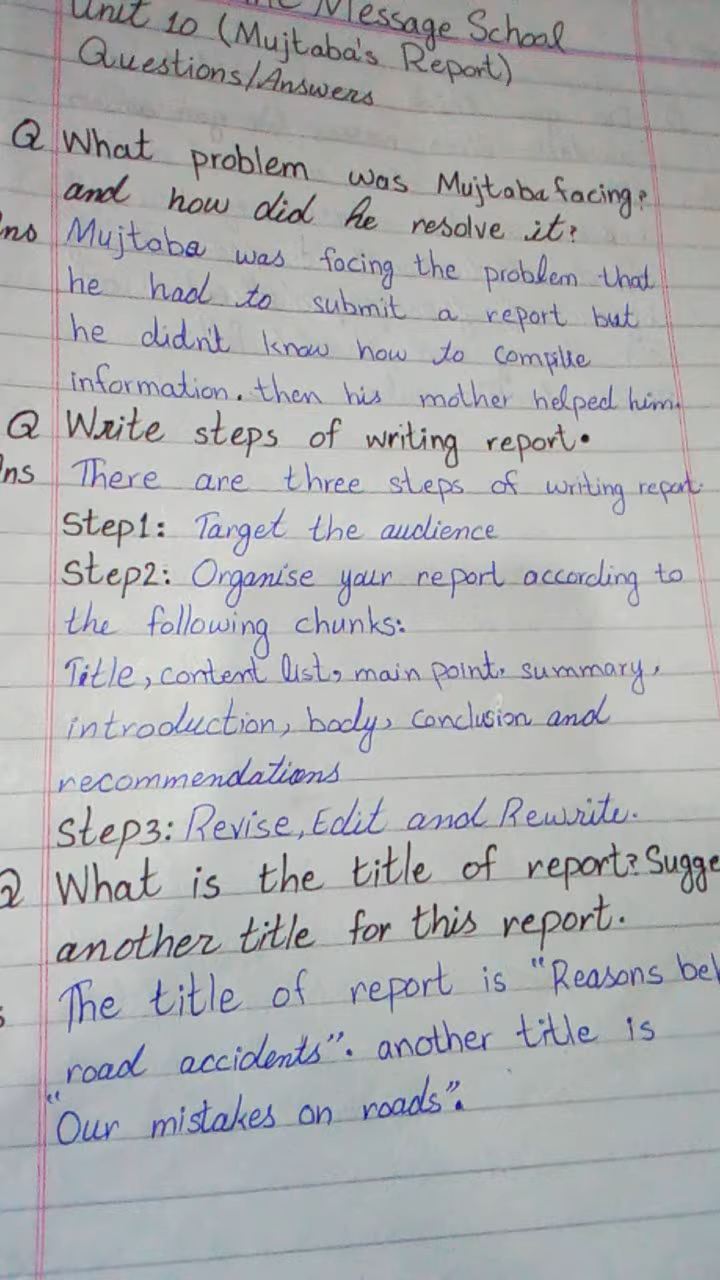 Message School
Unit 10 (Mujtaba's Report)
Questions/Answers
Q What problem was Mujtaba facing?
and how did he resolve it?
Mujtaba was facing the problem that
he had to submit a report but
he didn't know how to compile
information. then his mother helped him.
Q Write steps of writing report.
There are three steps of writing report
Step1: Target the audience
Step2: Organise your report according to
the following chunks:
Title, content list, main point, summary,
introduction, body, conclusion and
recommendations
Step3: Revise, Edit and Rewrite.
Q What is the title of report? Sugge
another title for this report.
The title of report is "Reasons
road accidents". another title is
"Our mistakes on roads".